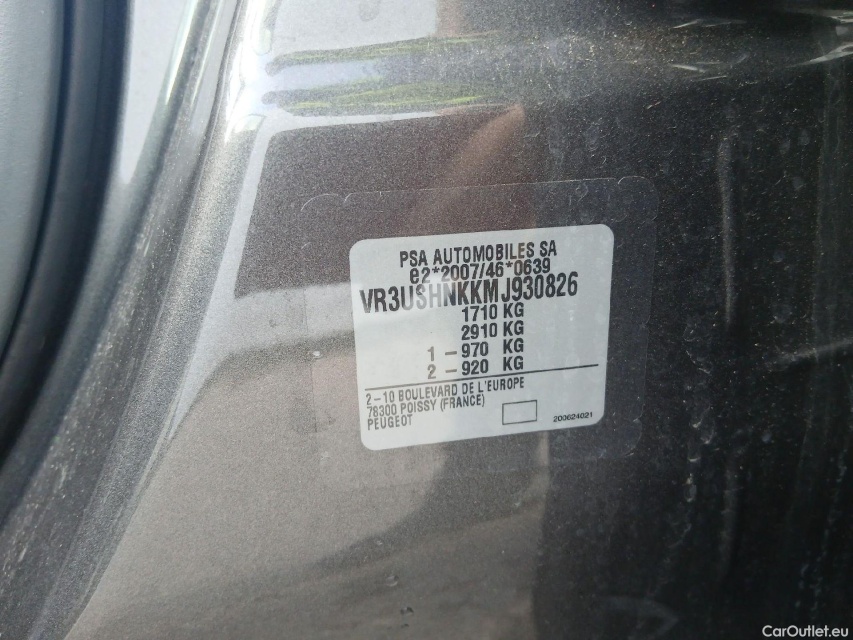 PSA AUTOMOBILES SA
e2*2007/46*0639
VR3USHNKKMJ930826
1710 KG
2910 KG
1 – 970 KG
2 – 920 KG
2 – 10 BOULEVARD DE L'EUROPE
78300 POISSY (FRANCE)
PEUGEOT
200624021
CarOutlet.eu